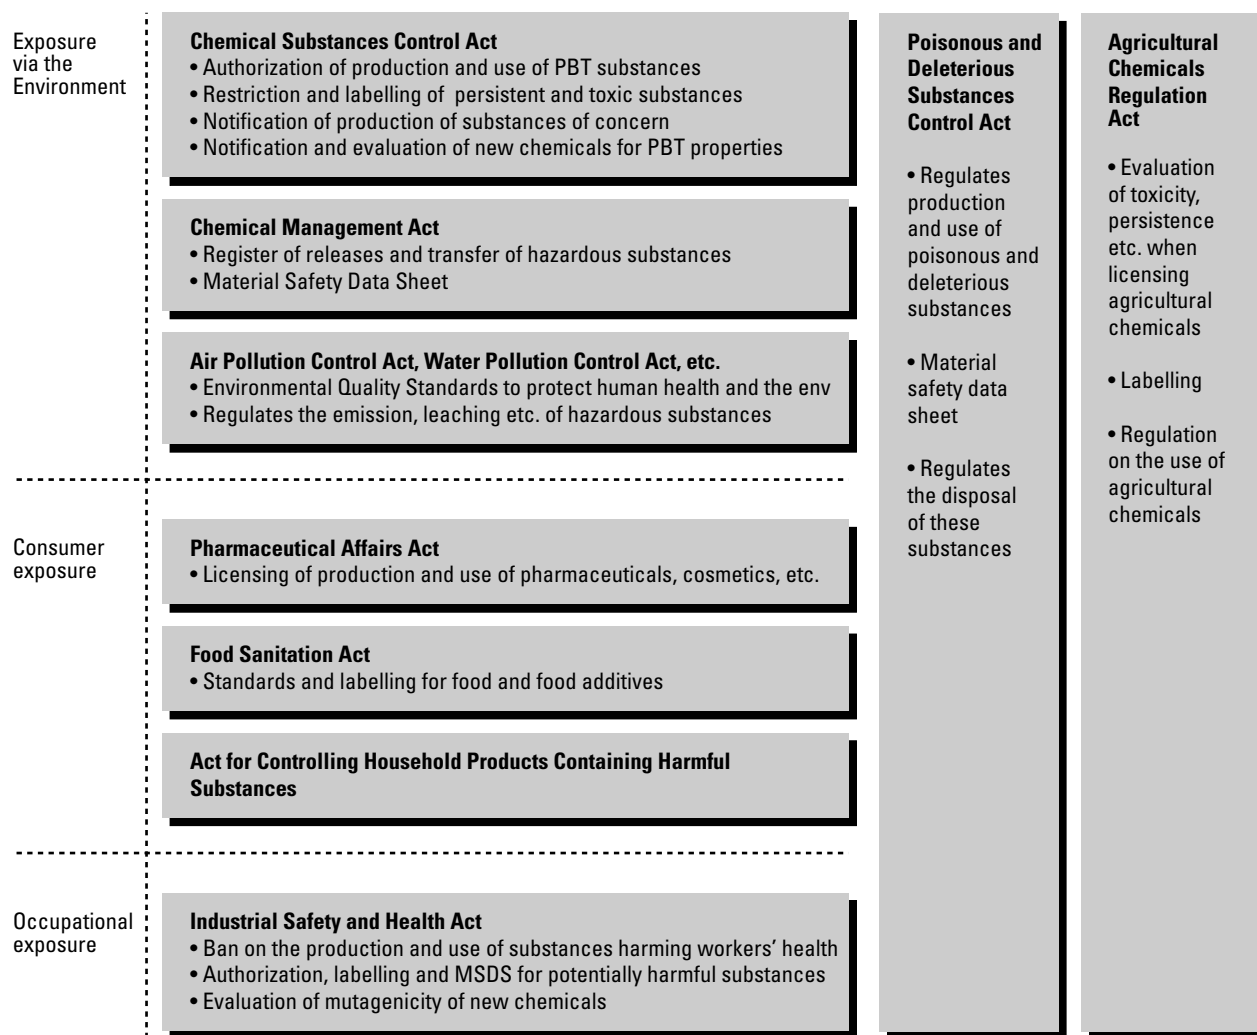 Exposure
via the
Environment
Chemical Substances Control Act
• Authorization of production and use of PBT substances
• Restriction and labelling of persistent and toxic substances
• Notification of production of substances of concern
• Notification and evaluation of new chemicals for PBT properties
Chemical Management Act
• Register of releases and transfer of hazardous substances
• Material Safety Data Sheet
Air Pollution Control Act, Water Pollution Control Act, etc.
• Environmental Quality Standards to protect human health and the env
• Regulates the emission, leaching etc. of hazardous substances
Consumer
exposure
Pharmaceutical Affairs Act
• Licensing of production and use of pharmaceuticals, cosmetics, etc.
Food Sanitation Act
• Standards and labelling for food and food additives
Act for Controlling Household Products Containing Harmful
Substances
Occupational
exposure
Industrial Safety and Health Act
• Ban on the production and use of substances harming workers’ health
• Authorization, labelling and MSDS for potentially harmful substances
• Evaluation of mutagenicity of new chemicals
Poisonous and
Deleterious
Substances
Control Act
• Regulates
production
and use of
poisonous and
deleterious
substances
• Material
safety data
sheet
• Regulates
the disposal
of these
substances
Agricultural
Chemicals
Regulation
Act
• Evaluation
of toxicity,
persistence
etc. when
licensing
agricultural
chemicals
• Labelling
• Regulation
on the use of
agricultural
chemicals